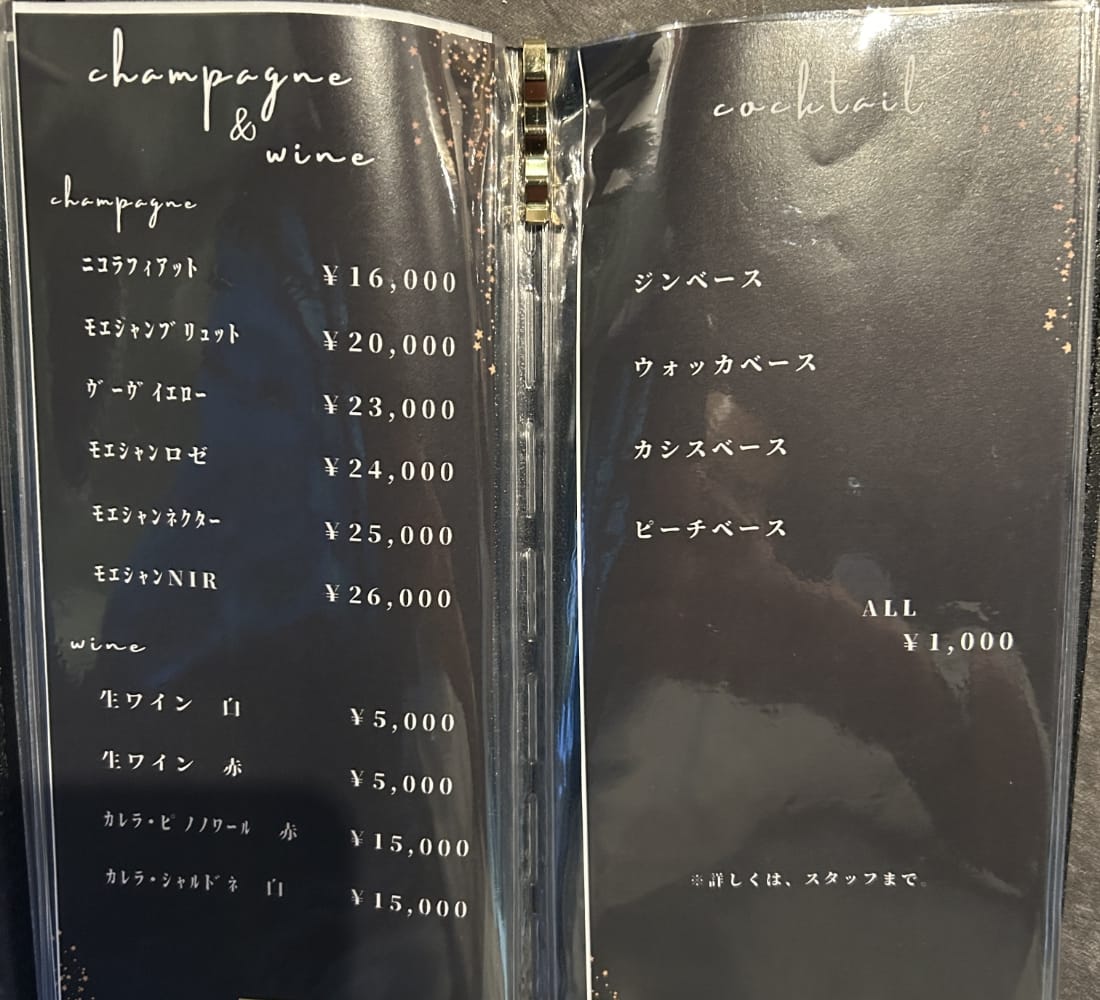 champagne
&
wine
champagne
ﾆｺﾗﾌｨｱｯﾄ ¥16,000
ﾓｴｼﾞｬﾝﾌﾞﾘｭｯﾄ ¥20,000
ｳﾞｰｳﾞｲｴﾛｰ ¥23,000
ﾓｴｼｬﾝロゼ ¥24,000
ﾓｴｼｬﾝﾈｸﾀｰ ¥25,000
ﾓｴｼｬﾝNIR ¥26,000
wine
生ワイン 白 ¥5,000
生ワイン 赤 ¥5,000
ｶﾚﾗ・ﾋﾟﾉﾉﾜｰﾙ 赤 ¥15,000
ｶﾚﾗ・ｼｬﾙﾄﾞﾈ 白 ¥15,000
cocktail
ジンベース
ウォッカベース
カシスベース
ピーチベース
ALL
¥1,000
※詳しくは、スタッフまで。